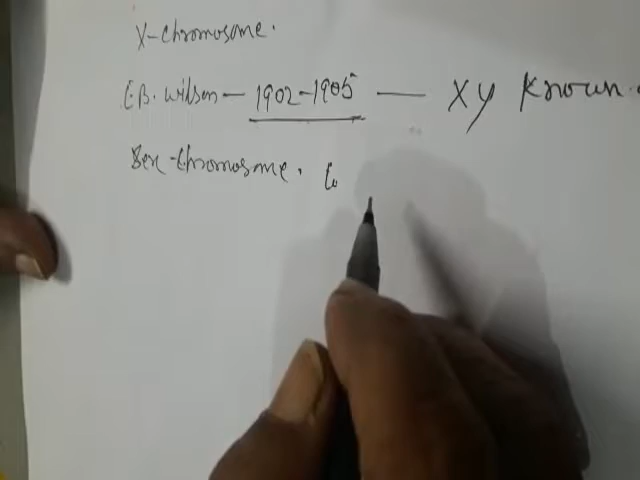 X-chromosome.
E.B. Wilson — 1902-1905 — XY known.
Sex-chromosome.